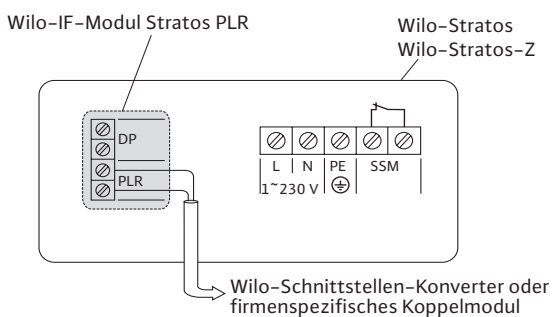 Wilo-IF-Modul Stratos PLR
Wilo-Stratos
Wilo-Stratos-Z
DP
PLR
L N PE SSM
1~230 V
Wilo-Schnittstellen-Konverter oder
firmenspezifisches Koppelmodul